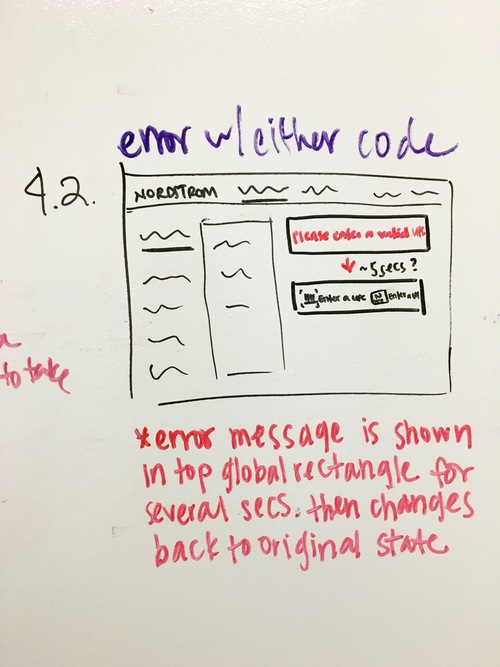 error w/ either code
4.2.
NORDSTROM
Please enter a valid UPC
~5secs?
Enter a UPC
N
Enter a
a
to take
*error message is shown
in top global rectangle for
several secs. then changes
back to original state